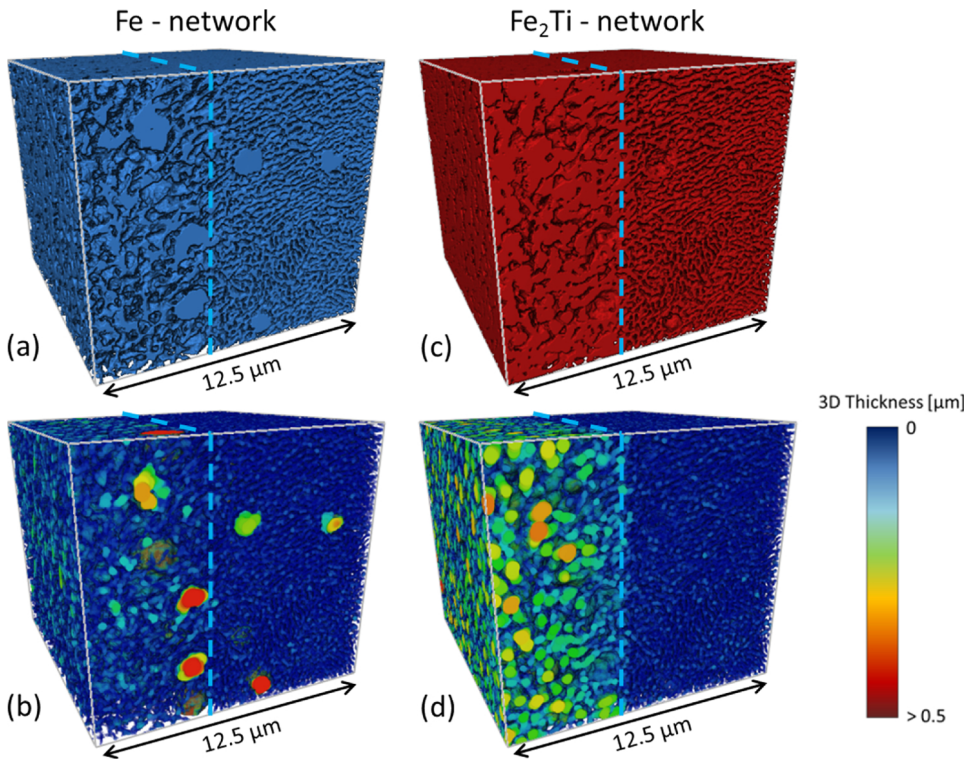 Fe - network
Fe₂Ti - network
(a)
12.5 µm
(c)
12.5 µm
3D Thickness [µm]
0
> 0.5
(b)
12.5 µm
(d)
12.5 µm